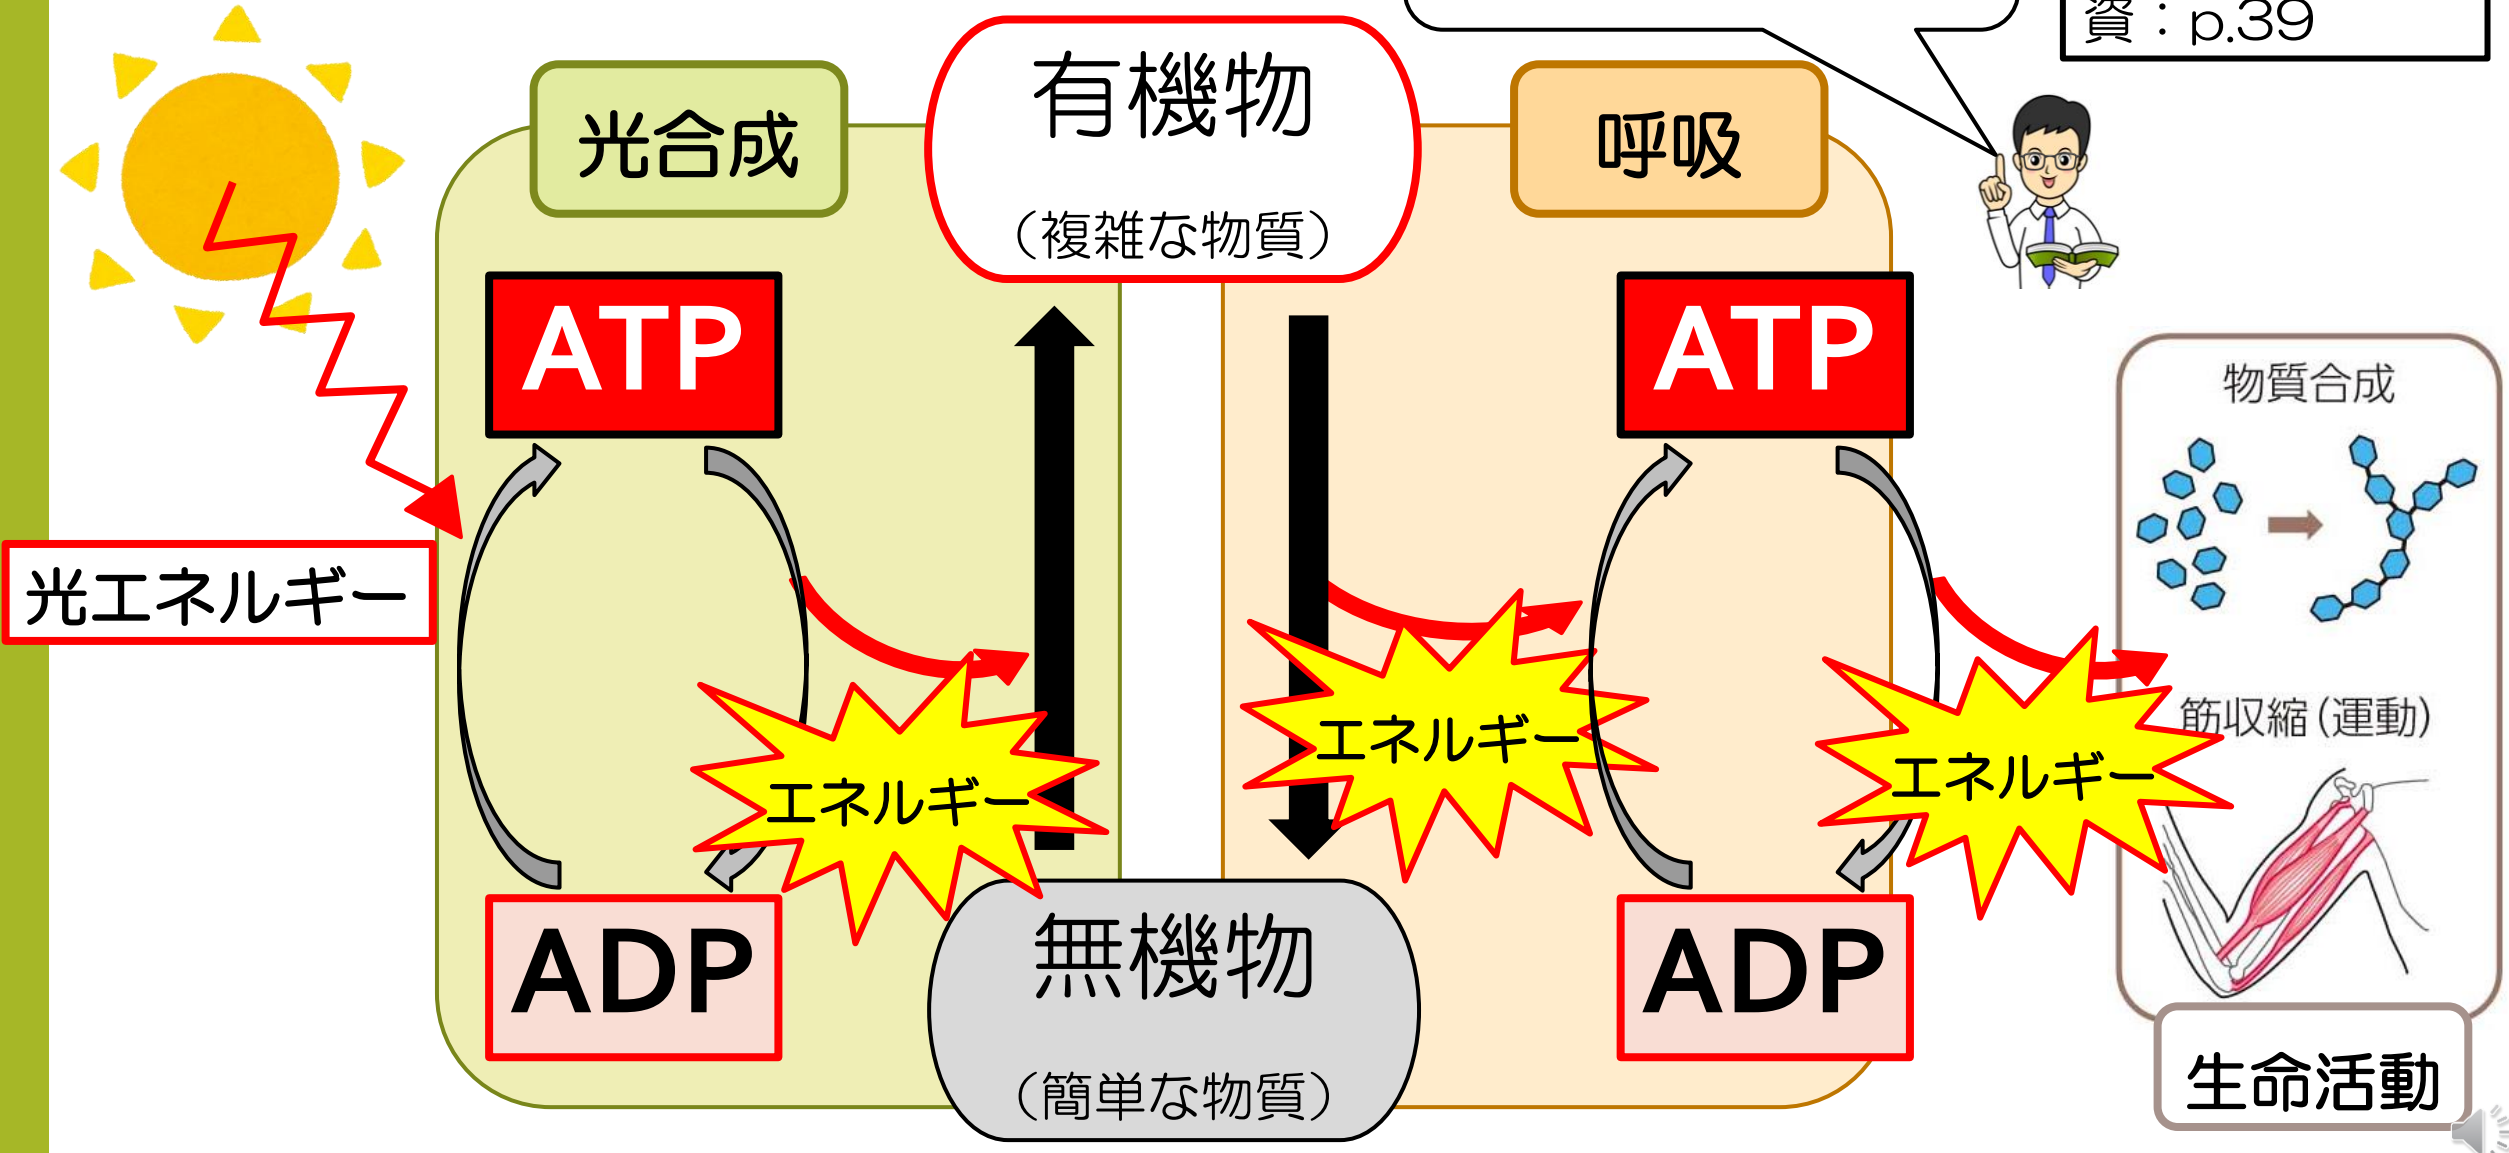 資：p.39
有機物
（複雑な物質）
光合成
呼吸
ATP
ATP
物質合成
光エネルギー
エネルギー
エネルギー
エネルギー
筋収縮（運動）
ADP
ADP
無機物
（簡単な物質）
生命活動